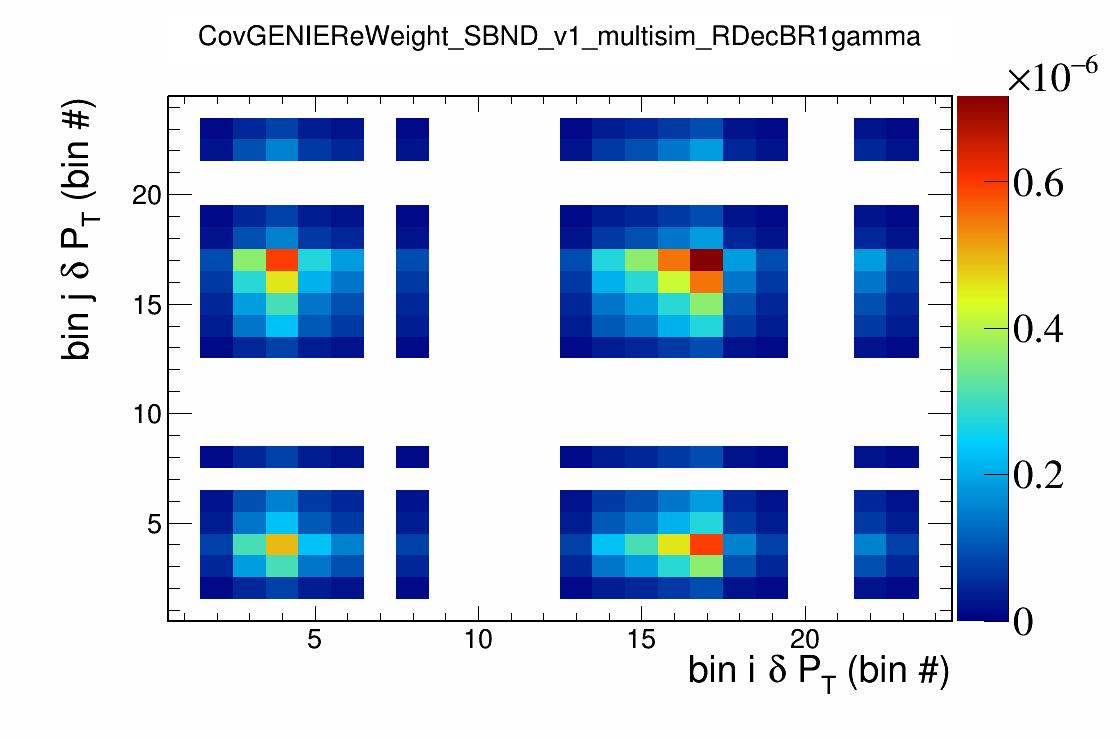 CovGENIEReWeight_SBND_v1_multisim_RDecBR1gamma
×10⁻⁶
bin j δ P_T (bin #)
20
15
10
5
0.6
0.4
0.2
0
5 10 15 20
bin i δ P_T (bin #)